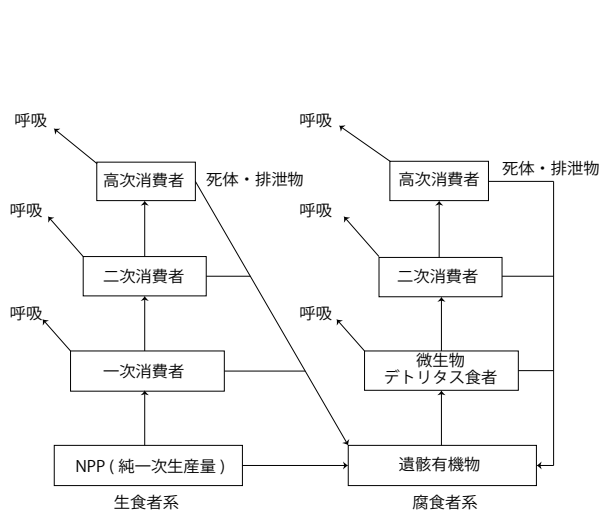 呼吸
高次消費者
死体・排泄物
呼吸
二次消費者
呼吸
一次消費者
NPP ( 純一次生産量 )
生食者系
呼吸
高次消費者
死体・排泄物
呼吸
二次消費者
呼吸
微生物
デトリタス食者
遺骸有機物
腐食者系